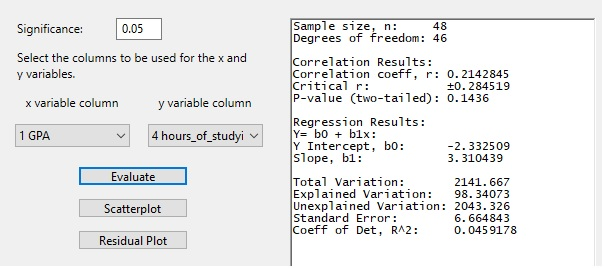 Significance: 0.05
Select the columns to be used for the x and
y variables.
x variable column y variable column
1 GPA 4 hours_of_studyi
Evaluate
Scatterplot
Residual Plot
Sample size, n: 48
Degrees of freedom: 46
Correlation Results:
Correlation coeff, r: 0.2142845
Critical r: ±0.284519
P-value (two-tailed): 0.1436
Regression Results:
Y= b0 + b1x:
Y Intercept, b0: -2.332509
Slope, b1: 3.310439
Total Variation: 2141.667
Explained Variation: 98.34073
Unexplained Variation: 2043.326
Standard Error: 6.664843
Coeff of Det, R^2: 0.0459178